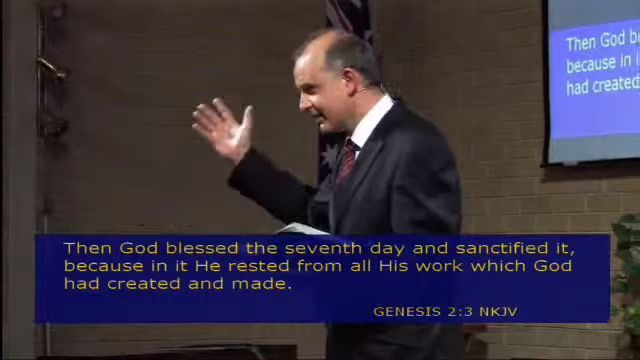 Then God b
because in i
had created
Then God blessed the seventh day and sanctified it,
because in it He rested from all His work which God
had created and made.
GENESIS 2:3 NKJV